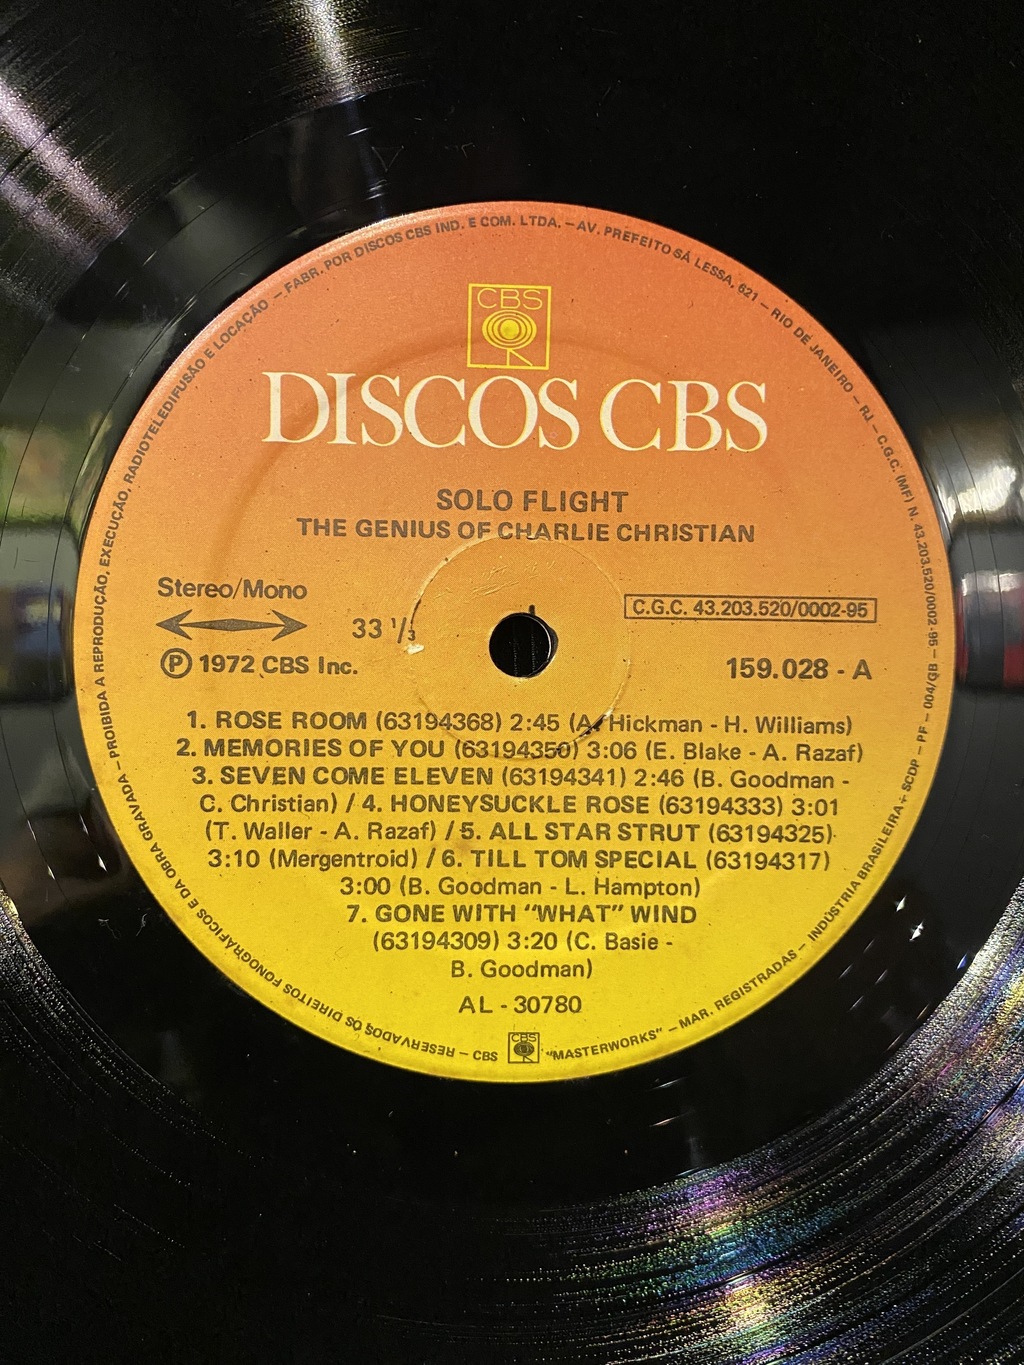 FABR. POR DISCOS CBS IND. E COM. LTDA. – AV. PREFEITO SÁ LESSA, 621 – RIO DE JANEIRO – RJ – C.G.C. (MF) N. 43.203.520/0002-95 – PF – 004/GB
CBS
DISCOS CBS
SOLO FLIGHT
THE GENIUS OF CHARLIE CHRISTIAN
Stereo/Mono
C.G.C. 43.203.520/0002-95
33 1/3
Ⓟ 1972 CBS Inc.
159.028 - A
1. ROSE ROOM (63194368) 2:45 (A. Hickman - H. Williams)
2. MEMORIES OF YOU (63194350) 3:06 (E. Blake - A. Razaf)
3. SEVEN COME ELEVEN (63194341) 2:46 (B. Goodman -
C. Christian) / 4. HONEYSUCKLE ROSE (63194333) 3:01
(T. Waller - A. Razaf) / 5. ALL STAR STRUT (63194325)
3:10 (Mergentroid) / 6. TILL TOM SPECIAL (63194317)
3:00 (B. Goodman - L. Hampton)
7. GONE WITH “WHAT” WIND
(63194309) 3:20 (C. Basie -
B. Goodman)
AL - 30780
SCDP – INDÚSTRIA BRASILEIRA – MAR. REGISTRADAS – “MASTERWORKS” CBS CBS – RESERVADOS OS DIREITOS FONOGRÁFICOS E DA OBRA GRAVADA – PROIBIDA A REPRODUÇÃO, EXECUÇÃO, RADIOTELEDIFUSÃO E LOCAÇÃO –